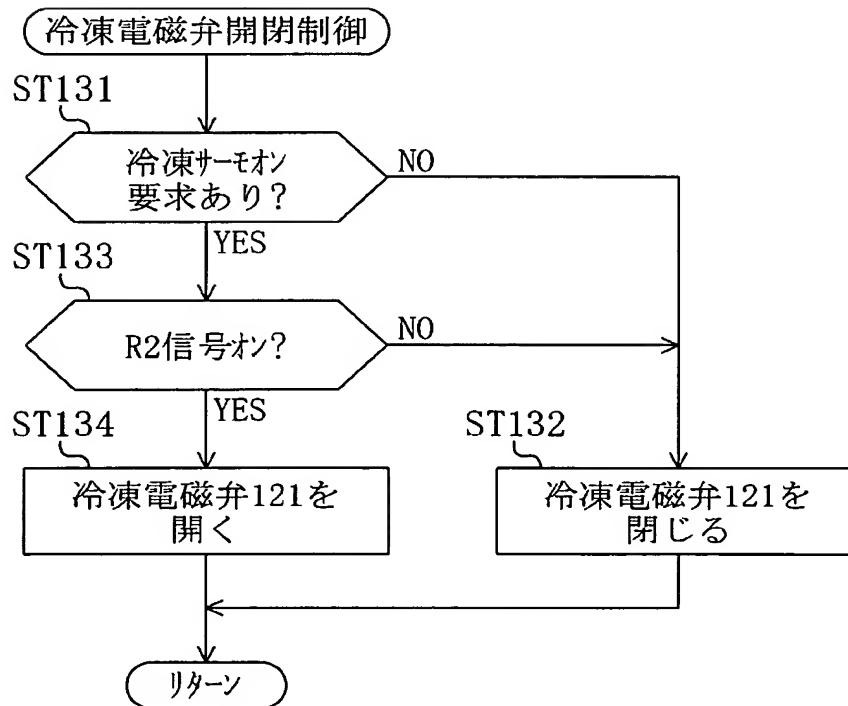 冷凍電磁弁開閉制御
ST131
冷凍サーモオン
要求あり?
NO
YES
ST133
R2信号オン?
NO
YES
ST134
冷凍電磁弁121を
開く
ST132
冷凍電磁弁121を
閉じる
リターン